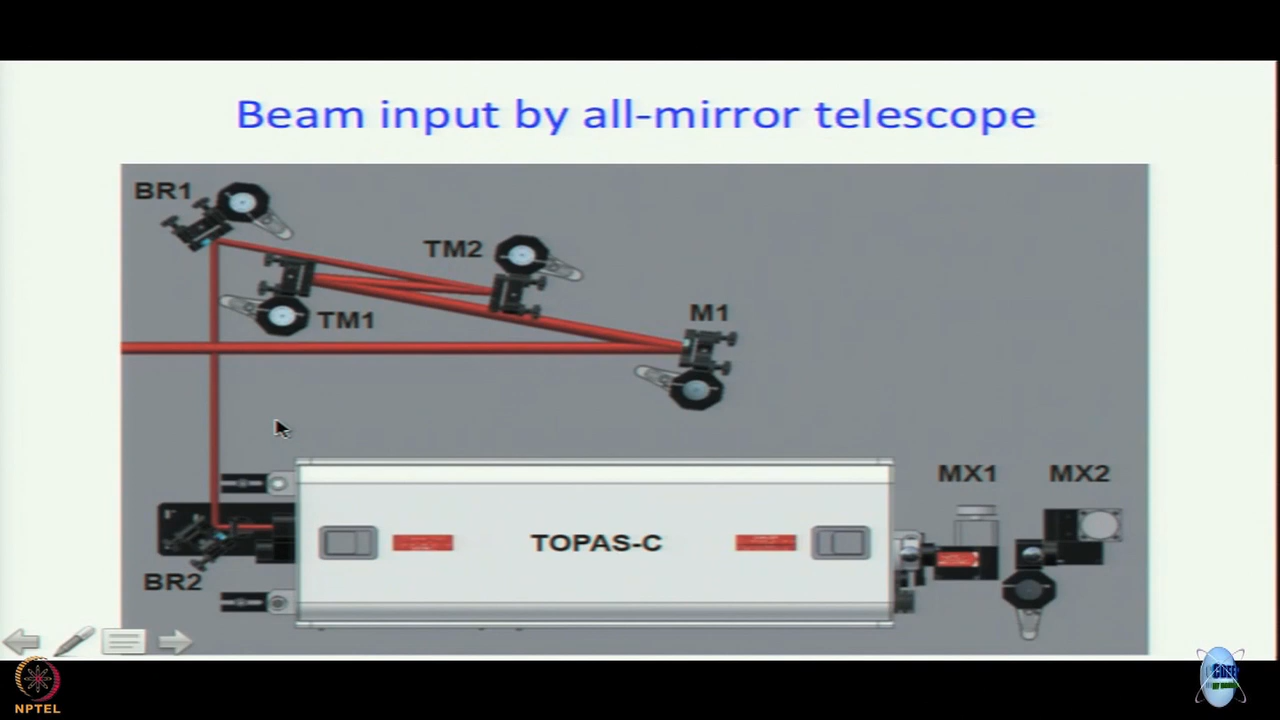 Beam input by all-mirror telescope
BR1
TM2
TM1
M1
MX1
MX2
TOPAS-C
BR2
NPTEL